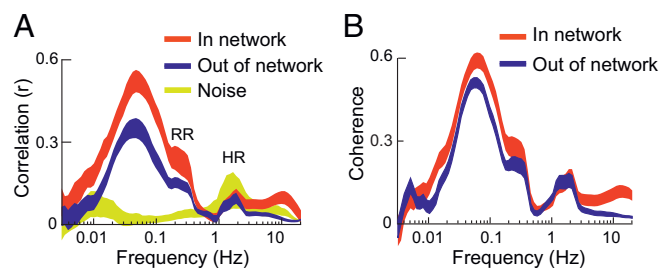 A
In network
Out of network
Noise
0.6
0.3
0
Correlation (r)
RR
HR
0.01
0.1
1
10
Frequency (Hz)
B
In network
Out of network
0.6
0.3
0
Coherence
0.01
0.1
1
10
Frequency (Hz)